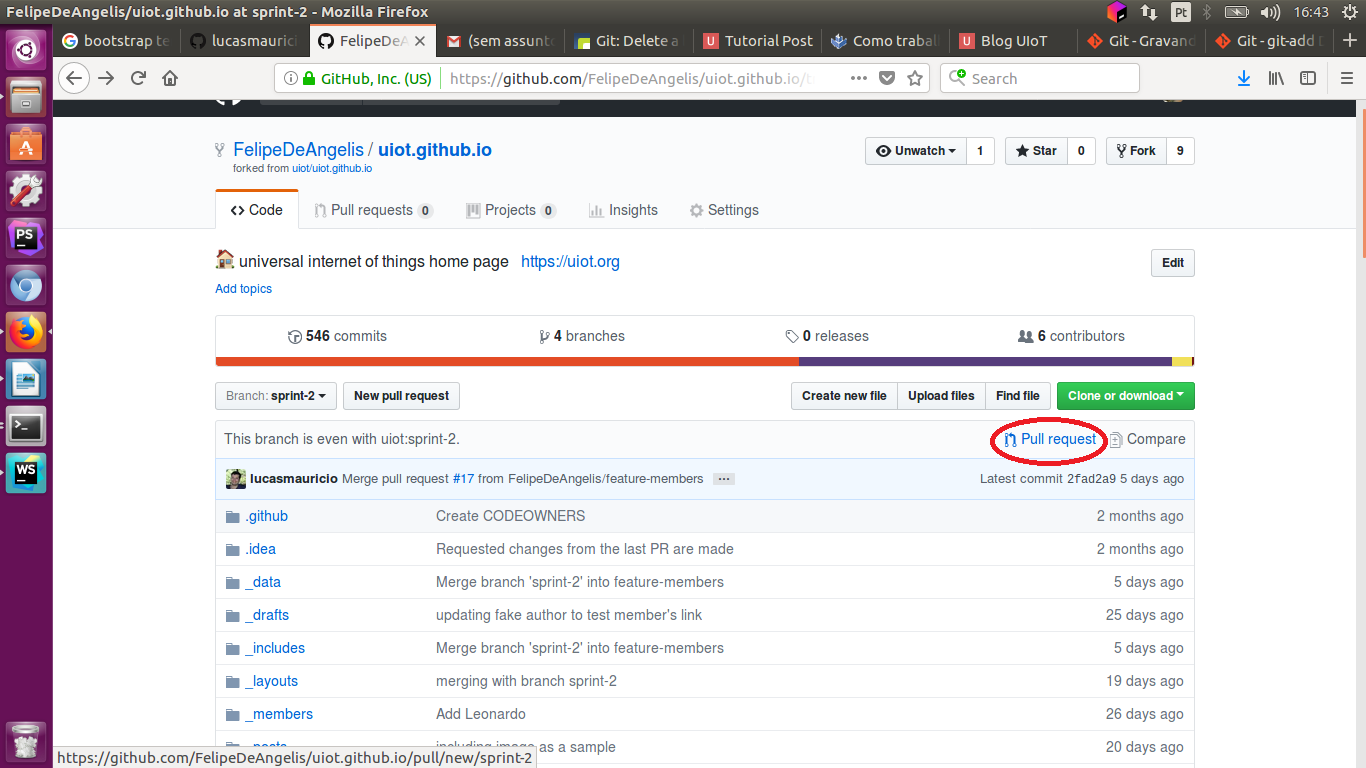 FelipeDeAngelis/uiot.github.io at sprint-2 - Mozilla Firefox
Pt
16:43
bootstrap te
lucasmauric
FelipeDeA
(sem assunto
Git: Delete a
Tutorial Post
Como trabal
Blog UIoT
Git - Gravand
Git - git-add D
GitHub, Inc. (US)
https://github.com/FelipeDeAngelis/uiot.github.io/t
Search
FelipeDeAngelis / uiot.github.io
forked from uiot/uiot.github.io
Unwatch 1
Star 0
Fork 9
Code
Pull requests 0
Projects 0
Insights
Settings
universal internet of things home page https://uiot.org
Edit
Add topics
546 commits
4 branches
0 releases
6 contributors
Branch: sprint-2
New pull request
Create new file
Upload files
Find file
Clone or download
This branch is even with uiot:sprint-2.
Pull request
Compare
lucasmauricio Merge pull request #17 from FelipeDeAngelis/feature-members
Latest commit 2fad2a9 5 days ago
.github Create CODEOWNERS 2 months ago
.idea Requested changes from the last PR are made 2 months ago
_data Merge branch 'sprint-2' into feature-members 5 days ago
_drafts updating fake author to test member's link 25 days ago
_includes Merge branch 'sprint-2' into feature-members 5 days ago
_layouts merging with branch sprint-2 19 days ago
_members Add Leonardo 26 days ago
_posts including image as a sample 20 days ago
https://github.com/FelipeDeAngelis/uiot.github.io/pull/new/sprint-2
PS
WS